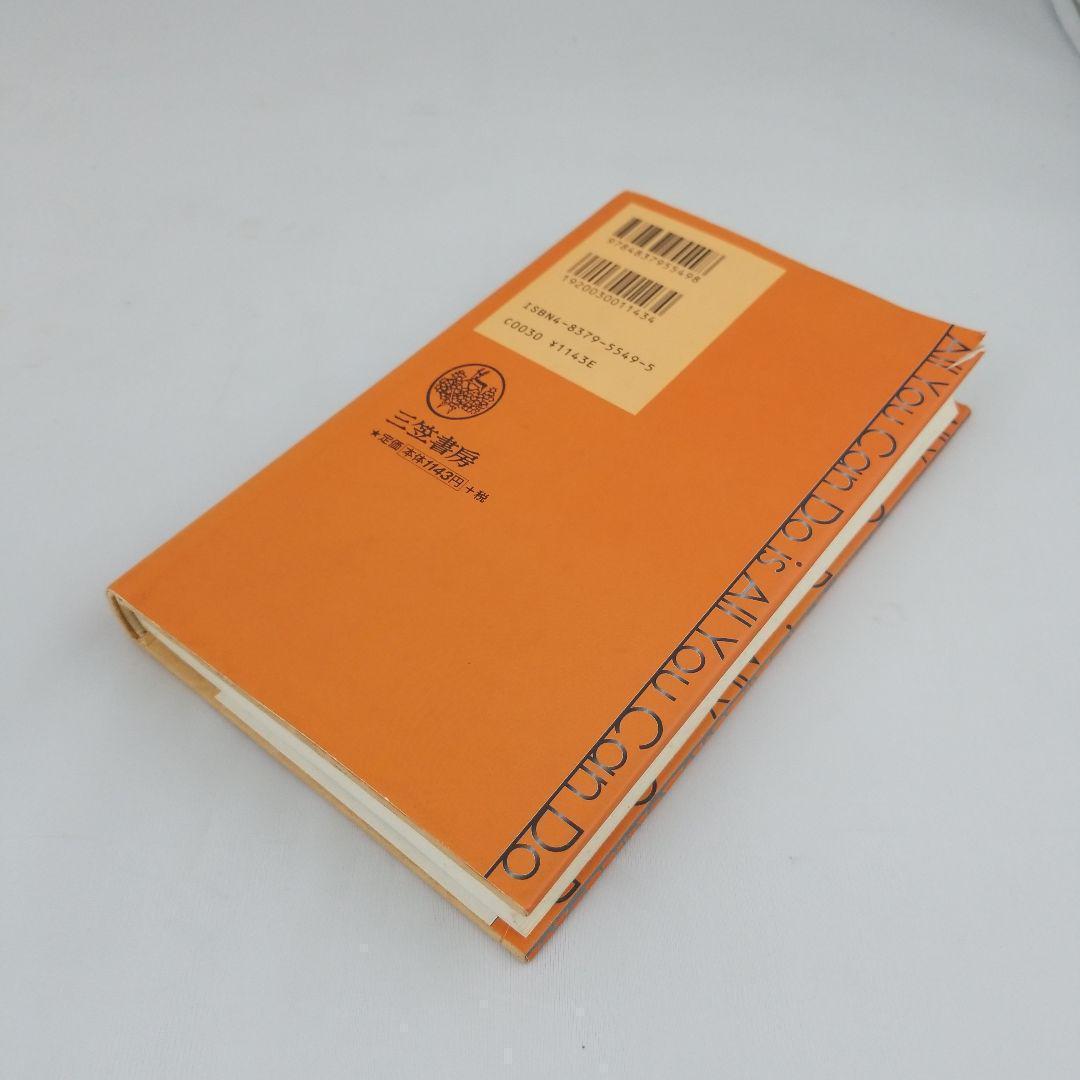 9784837955498
1920030011434
ISBN4-8379-5549-5
C0030 ¥1143E
三笠書房
★定価 本体1143円 +税
All You Can Do is All You Can Do